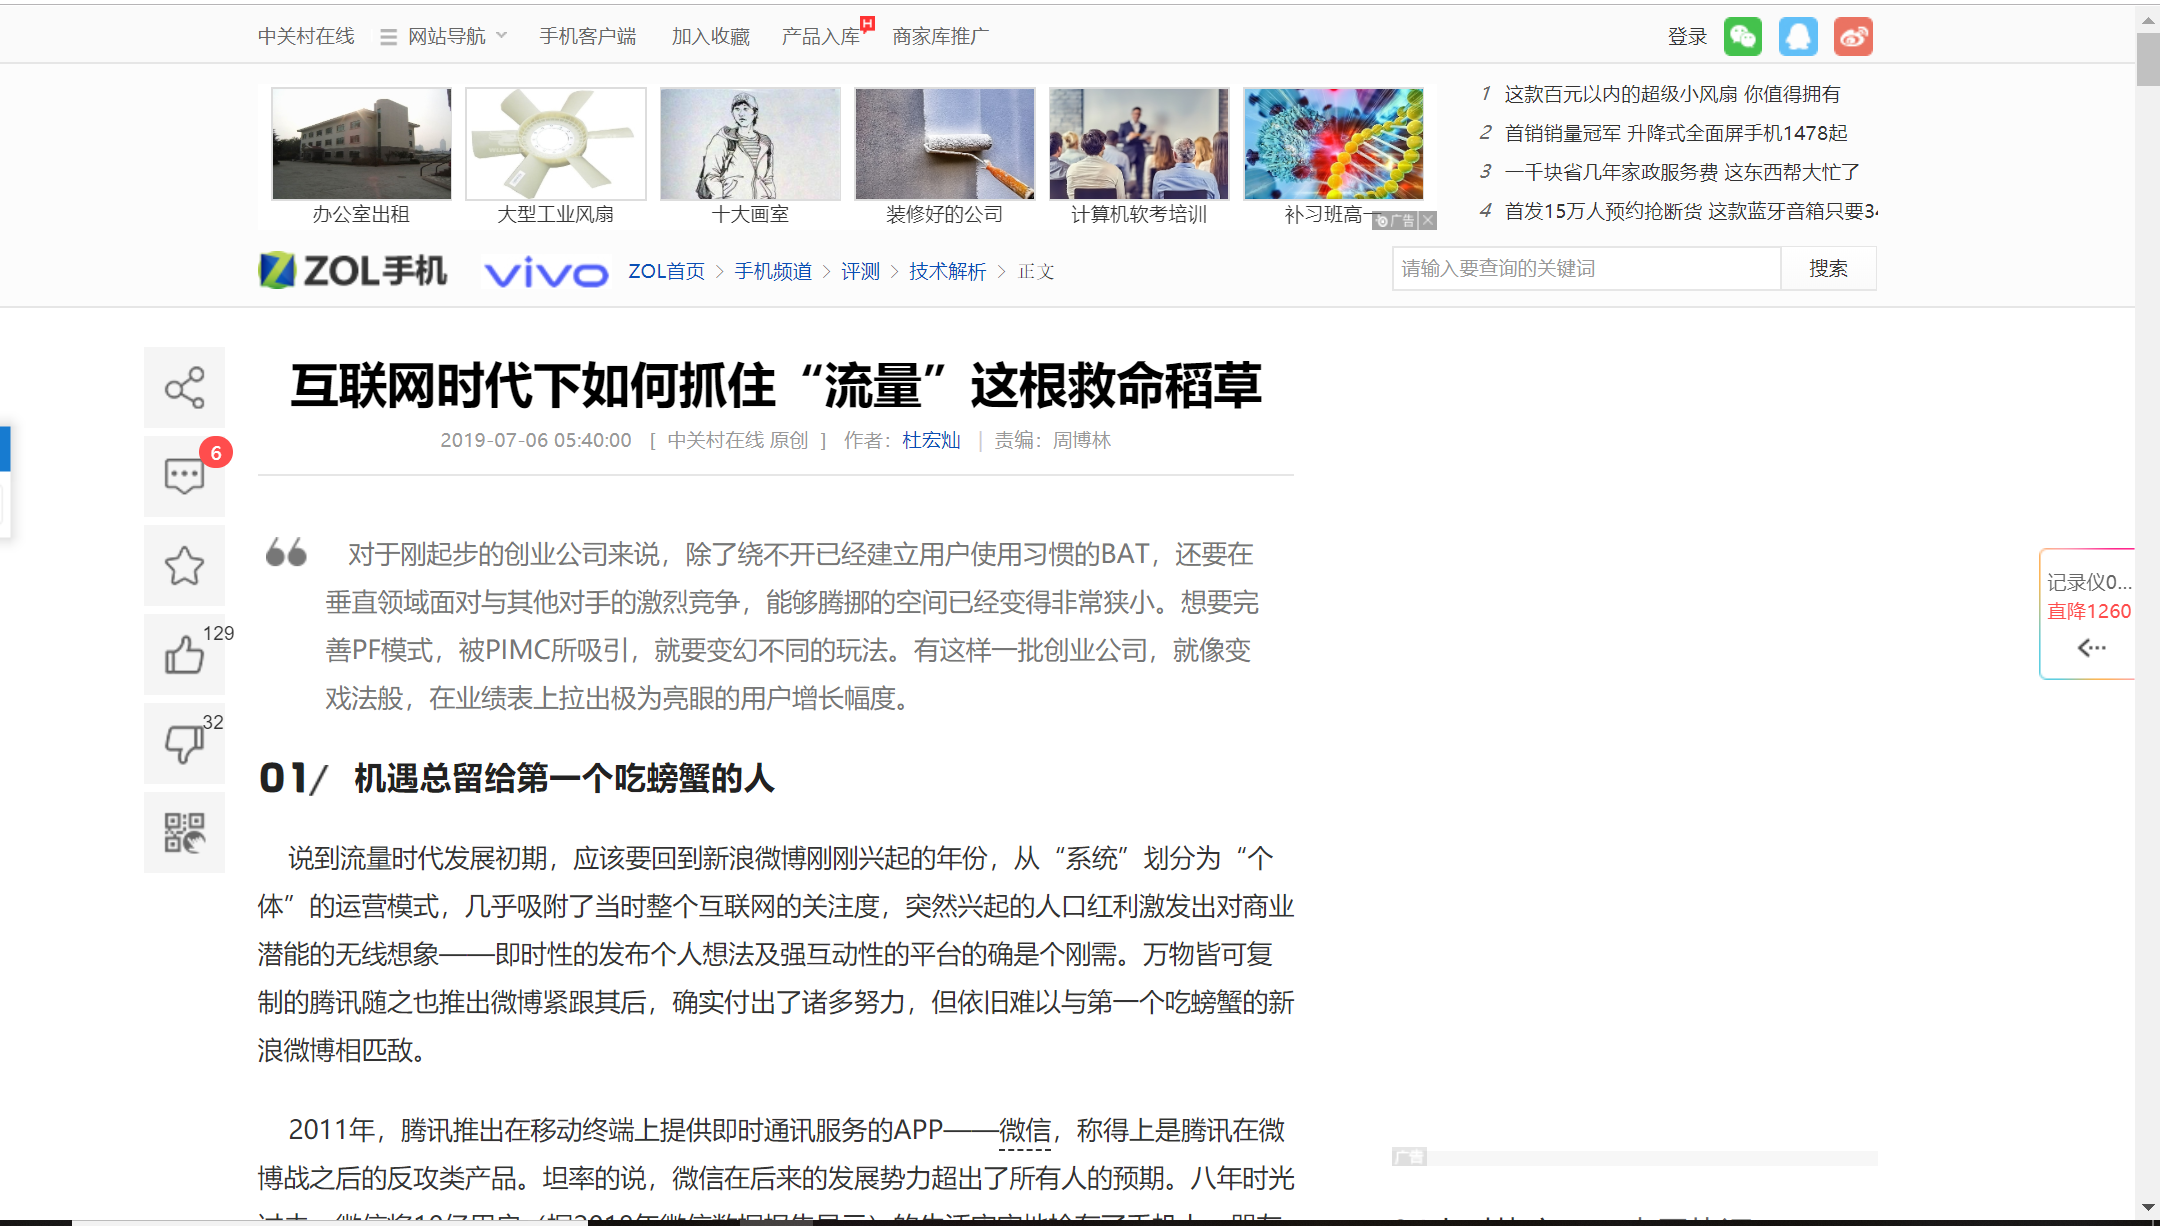 中关村在线 网站导航 手机客户端 加入收藏 产品入库 H 商家库推广 登录
办公室出租 大型工业风扇 十大画室 装修好的公司 计算机软考培训 补习班高一
广告
1 这款百元以内的超级小风扇 你值得拥有
2 首销销量冠军 升降式全面屏手机1478起
3 一千块省几年家政服务费 这东西帮大忙了
4 首发15万人预约抢断货 这款蓝牙音箱只要34
ZOL手机 vivo ZOL首页 > 手机频道 > 评测 > 技术解析 > 正文
请输入要查询的关键词 搜索
互联网时代下如何抓住“流量”这根救命稻草
2019-07-06 05:40:00 [ 中关村在线 原创 ] 作者：杜宏灿 | 责编：周博林
6
129
32
对于刚起步的创业公司来说，除了绕不开已经建立用户使用习惯的BAT，还要在
垂直领域面对与其他对手的激烈竞争，能够腾挪的空间已经变得非常狭小。想要完
善PF模式，被PIMC所吸引，就要变幻不同的玩法。有这样一批创业公司，就像变
戏法般，在业绩表上拉出极为亮眼的用户增长幅度。
记录仪0...
直降1260
01/ 机遇总留给第一个吃螃蟹的人
说到流量时代发展初期，应该要回到新浪微博刚刚兴起的年份，从“系统”划分为“个
体”的运营模式，几乎吸附了当时整个互联网的关注度，突然兴起的人口红利激发出对商业
潜能的无线想象——即时性的发布个人想法及强互动性的平台的确是个刚需。万物皆可复
制的腾讯随之也推出微博紧跟其后，确实付出了诸多努力，但依旧难以与第一个吃螃蟹的新
浪微博相匹敌。
2011年，腾讯推出在移动终端上提供即时通讯服务的APP——微信，称得上是腾讯在微
博战之后的反攻类产品。坦率的说，微信在后来的发展势力超出了所有人的预期。八年时光
广告